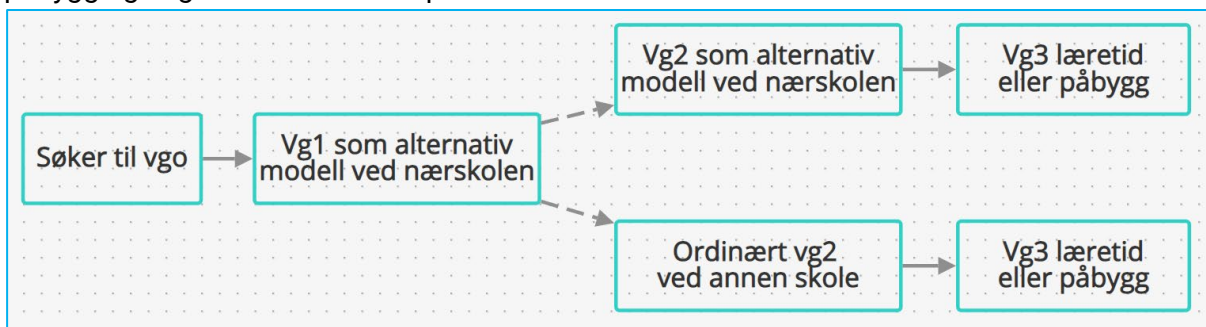 Søker til vgo
Vg1 som alternativ
modell ved nærskolen
Vg2 som alternativ
modell ved nærskolen
Vg3 læretid
eller påbygg
Ordinært vg2
ved annen skole
Vg3 læretid
eller påbygg